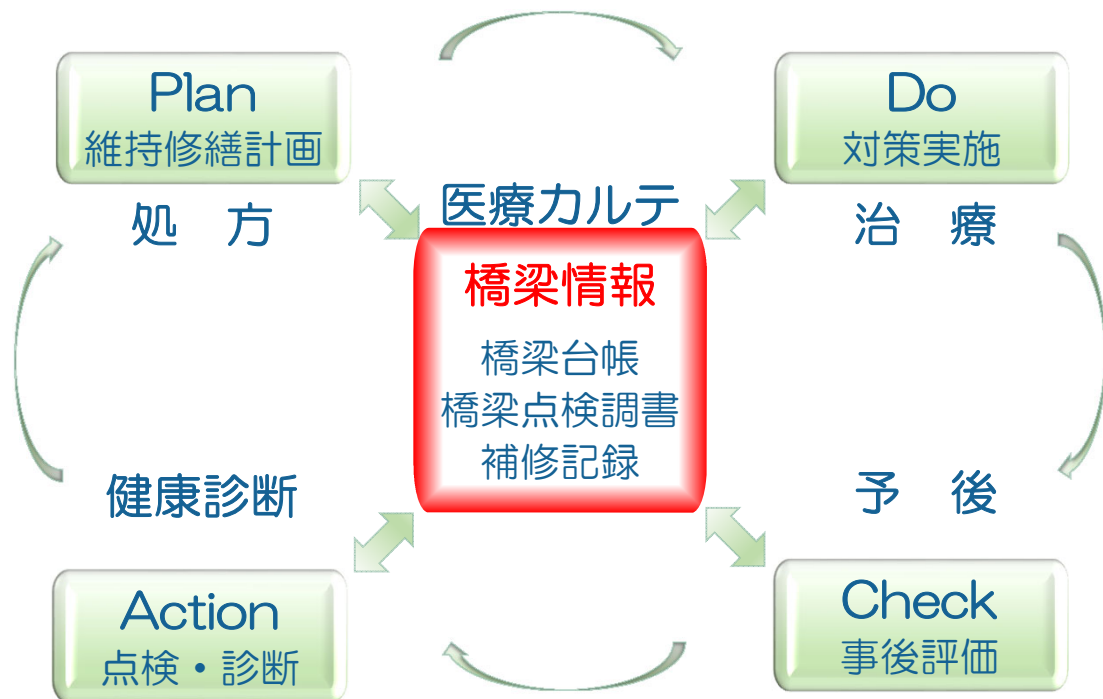 Plan
維持修繕計画
処 方
Do
対策実施
治 療
医療カルテ
橋梁情報
橋梁台帳
橋梁点検調書
補修記録
健康診断
Action
点検・診断
予 後
Check
事後評価